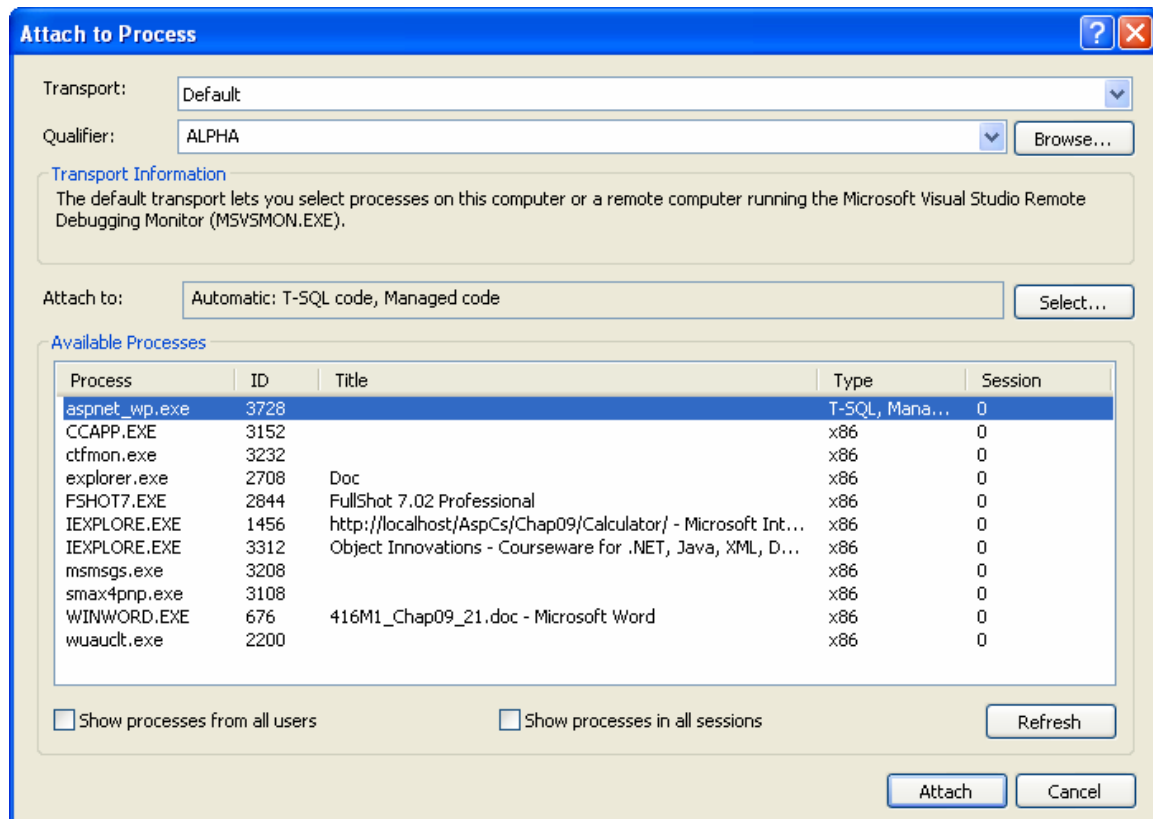 Attach to Process
Transport: Default
Qualifier: ALPHA Browse...
Transport Information
The default transport lets you select processes on this computer or a remote computer running the Microsoft Visual Studio Remote
Debugging Monitor (MSVSMON.EXE).
Attach to: Automatic: T-SQL code, Managed code Select...
Available Processes
Process ID Title Type Session
aspnet_wp.exe 3728 T-SQL, Mana... 0
CCAPP.EXE 3152 x86 0
ctfmon.exe 3232 x86 0
explorer.exe 2708 Doc x86 0
FSHOT7.EXE 2844 FullShot 7.02 Professional x86 0
IEXPLORE.EXE 1456 http://localhost/AspCs/Chap09/Calculator/ - Microsoft Int... x86 0
IEXPLORE.EXE 3312 Object Innovations - Courseware for .NET, Java, XML, D... x86 0
msmsgs.exe 3208 x86 0
smax4pnp.exe 3108 x86 0
WINWORD.EXE 676 416M1_Chap09_21.doc - Microsoft Word x86 0
wuauclt.exe 2200 x86 0
Show processes from all users Show processes in all sessions Refresh
Attach Cancel